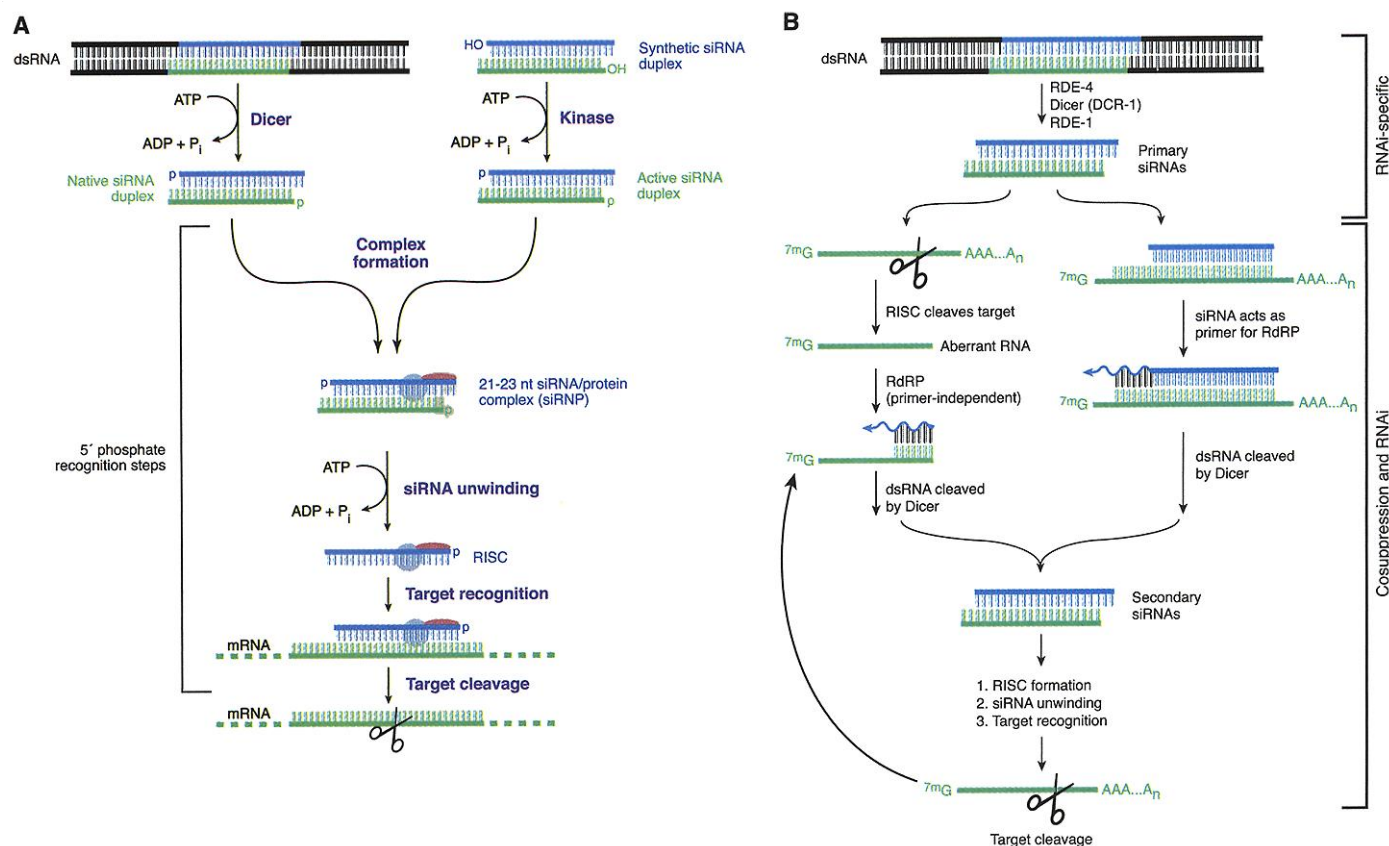 A
dsRNA
ATP
Dicer
ADP + Pi
p
Native siRNA
duplex
p
HO
Synthetic siRNA
duplex
OH
ATP
Kinase
ADP + Pi
p
Active siRNA
duplex
p
Complex
formation
5´ phosphate
recognition steps
p
21-23 nt siRNA/protein
complex (siRNP)
p
ATP
siRNA unwinding
ADP + Pi
p
RISC
Target recognition
p
mRNA
Target cleavage
mRNA
B
dsRNA
RDE-4
Dicer (DCR-1)
RDE-1
Primary
siRNAs
RNAi-specific
7mG
AAA...An
RISC cleaves target
7mG
Aberrant RNA
RdRP
(primer-independent)
7mG
dsRNA cleaved
by Dicer
7mG
AAA...An
siRNA acts as
primer for RdRP
7mG
AAA...An
dsRNA cleaved
by Dicer
Secondary
siRNAs
1. RISC formation
2. siRNA unwinding
3. Target recognition
7mG
AAA...An
Target cleavage
Cosuppression and RNAi